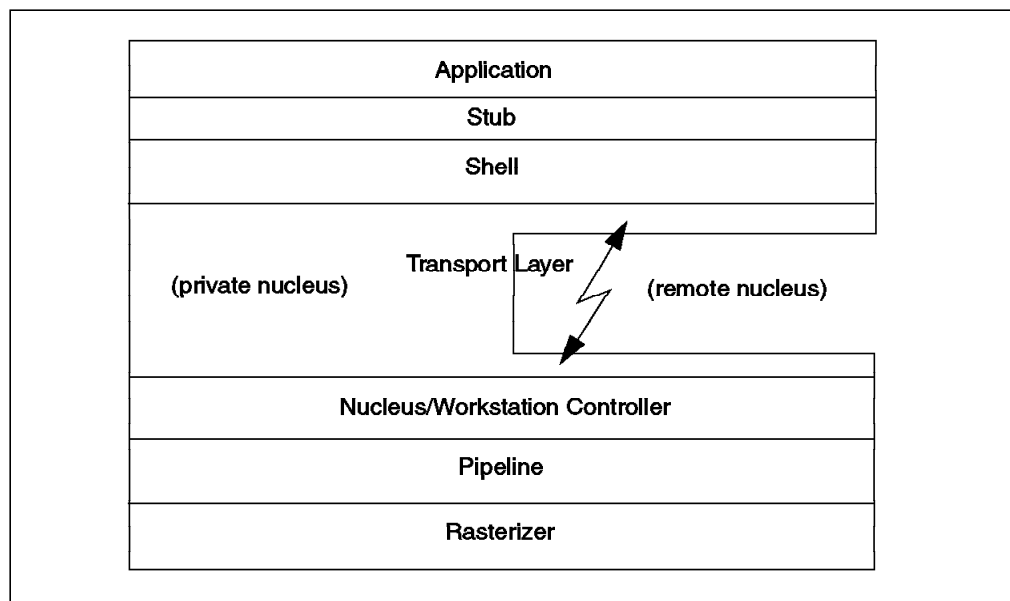 Application
Stub
Shell
Transport Layer
(private nucleus)
(remote nucleus)
Nucleus/Workstation Controller
Pipeline
Rasterizer